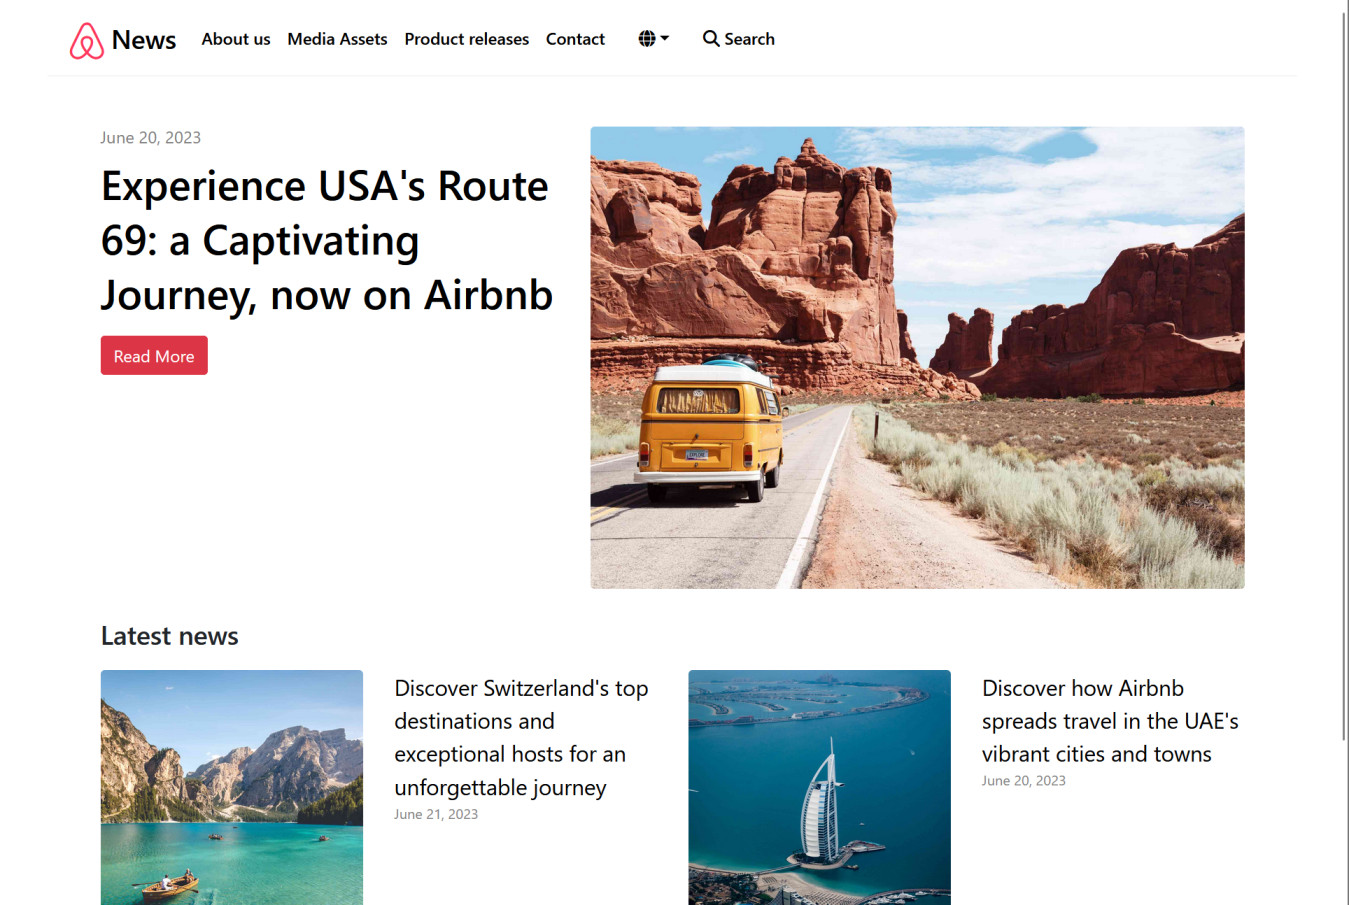 News
About us
Media Assets
Product releases
Contact
Search
June 20, 2023
Experience USA's Route
69: a Captivating
Journey, now on Airbnb
Read More
Latest news
Discover Switzerland's top
destinations and
exceptional hosts for an
unforgettable journey
June 21, 2023
Discover how Airbnb
spreads travel in the UAE's
vibrant cities and towns
June 20, 2023